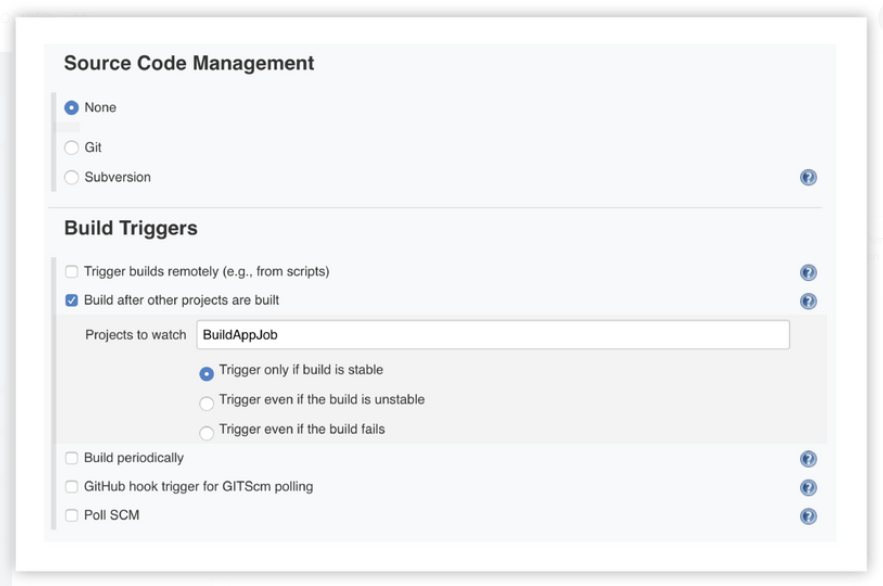 Source Code Management
None
Git
Subversion
Build Triggers
Trigger builds remotely (e.g., from scripts)
Build after other projects are built
Projects to watch BuildAppJob
Trigger only if build is stable
Trigger even if the build is unstable
Trigger even if the build fails
Build periodically
GitHub hook trigger for GITScm polling
Poll SCM